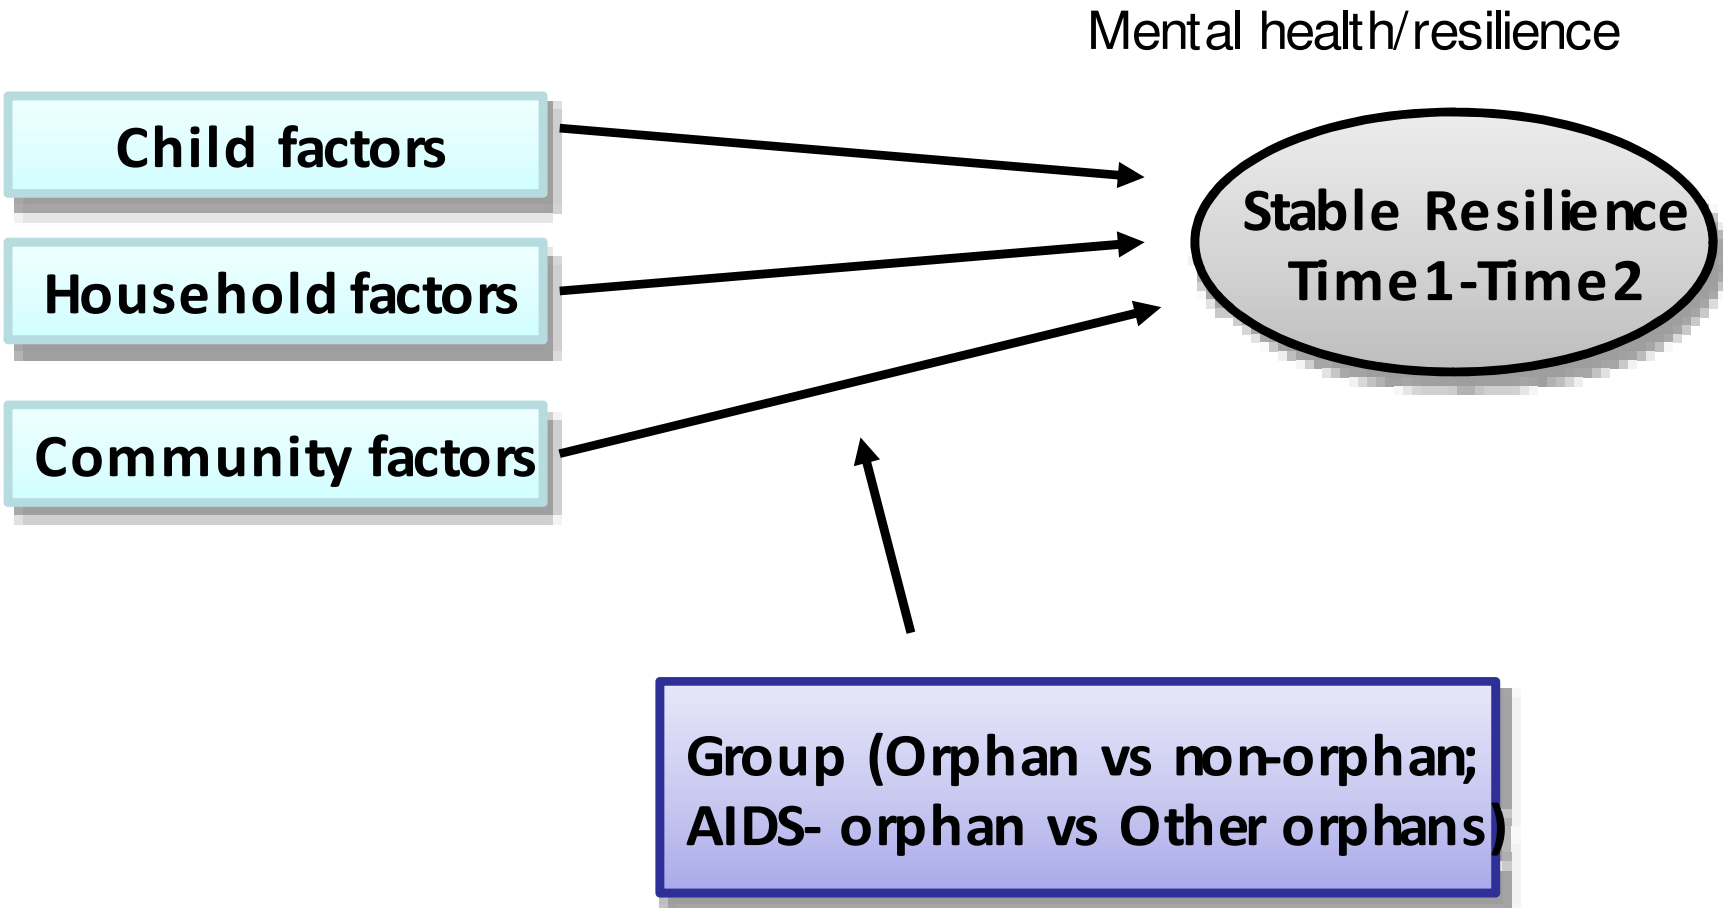 Mental health/resilience
Child factors
Stable Resilience
Time1-Time2
Household factors
Community factors
Group (Orphan vs non-orphan;
AIDS- orphan vs Other orphans)